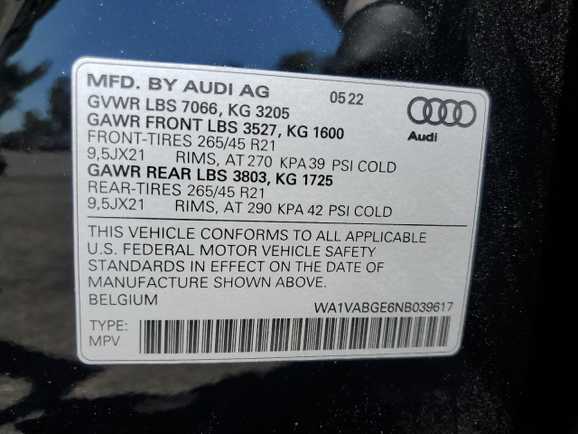 MFD. BY AUDI AG 05 22
GVWR LBS 7066, KG 3205
GAWR FRONT LBS 3527, KG 1600
FRONT-TIRES 265/45 R21
9,5JX21 RIMS, AT 270 KPA 39 PSI COLD
GAWR REAR LBS 3803, KG 1725
REAR-TIRES 265/45 R21
9,5JX21 RIMS, AT 290 KPA 42 PSI COLD
Audi
THIS VEHICLE CONFORMS TO ALL APPLICABLE
U.S. FEDERAL MOTOR VEHICLE SAFETY
STANDARDS IN EFFECT ON THE DATE OF
MANUFACTURE SHOWN ABOVE.
BELGIUM WA1VABGE6NB039617
TYPE:
MPV